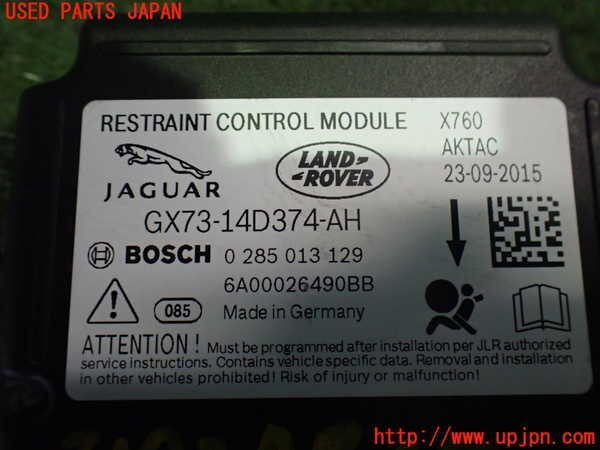 USED PARTS JAPAN
RESTRAINT CONTROL MODULE X760
AKTAC
23-09-2015
JAGUAR
LAND ROVER
GX73-14D374-AH
BOSCH 0 285 013 129
6A00026490BB
085 Made in Germany
ATTENTION ! Must be programmed after installation per JLR authorized
service instructions. Contains vehicle specific data. Removal and installation
in other vehicles prohibited ! Risk of injury or malfunction!
http://www.upjpn.com